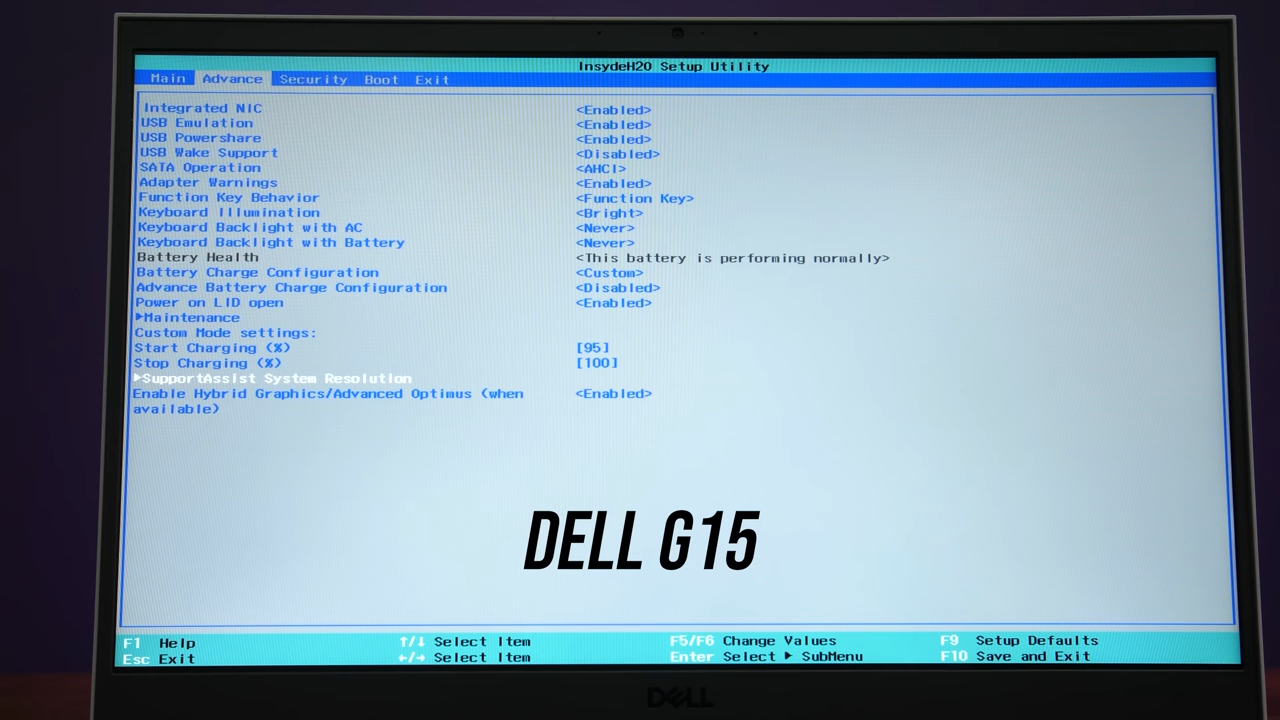 InsydeH2O Setup Utility
Main Advance Security Boot Exit
Integrated NIC <Enabled>
USB Emulation <Enabled>
USB Powershare <Enabled>
USB Wake Support <Disabled>
SATA Operation <AHCI>
Adapter Warnings <Enabled>
Function Key Behavior <Function Key>
Keyboard Illumination <Bright>
Keyboard Backlight with AC <Never>
Keyboard Backlight with Battery <Never>
Battery Health <This battery is performing normally>
Battery Charge Configuration <Custom>
Advance Battery Charge Configuration <Disabled>
Power on LID open <Enabled>
▶Maintenance
Custom Mode settings:
Start Charging (%) [95]
Stop Charging (%) [100]
▶SupportAssist System Resolution
Enable Hybrid Graphics/Advanced Optimus (when <Enabled>
available)
DELL G15
F1 Help ↑/↓ Select Item F5/F6 Change Values F9 Setup Defaults
Esc Exit ←/→ Select Item Enter Select ▶ SubMenu F10 Save and Exit
DELL